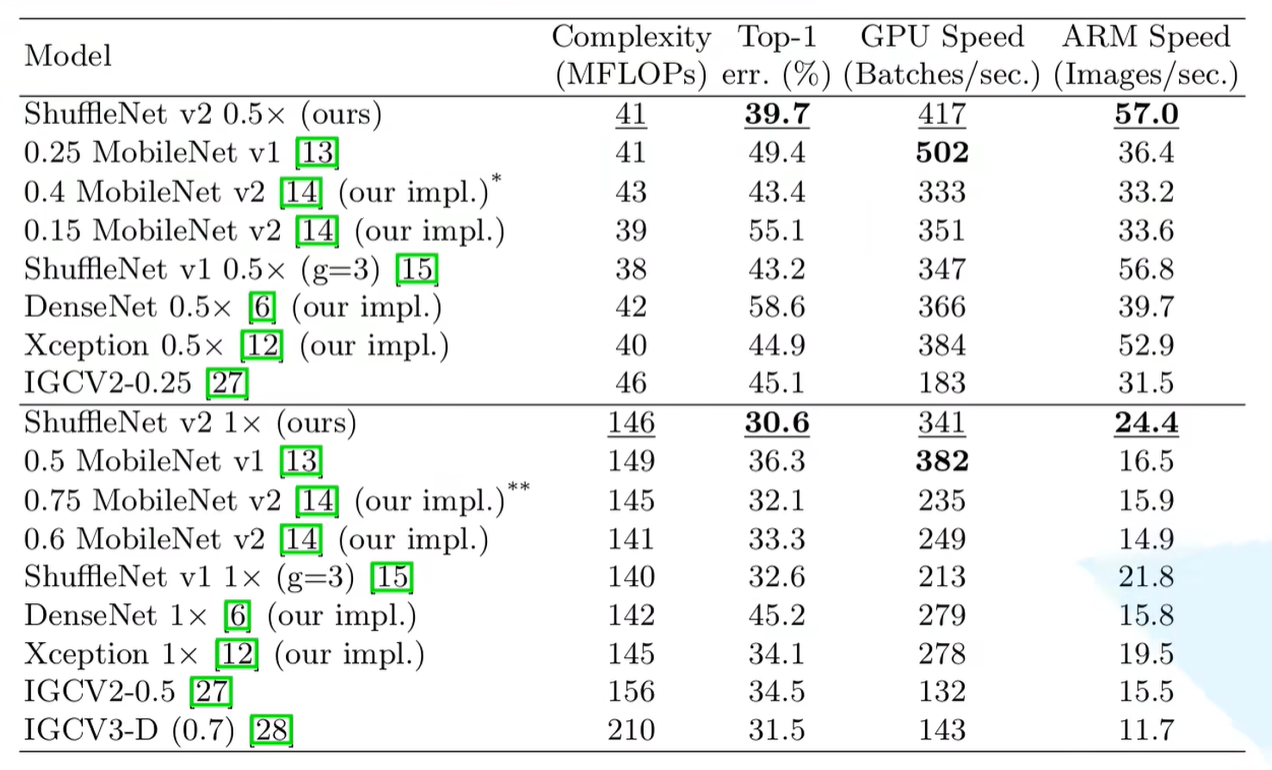 Model Complexity (MFLOPs) Top-1 err. (%) GPU Speed (Batches/sec.) ARM Speed (Images/sec.)
ShuffleNet v2 0.5× (ours) 41 39.7 417 57.0
0.25 MobileNet v1 [13] 41 49.4 502 36.4
0.4 MobileNet v2 [14] (our impl.)* 43 43.4 333 33.2
0.15 MobileNet v2 [14] (our impl.) 39 55.1 351 33.6
ShuffleNet v1 0.5× (g=3) [15] 38 43.2 347 56.8
DenseNet 0.5× [6] (our impl.) 42 58.6 366 39.7
Xception 0.5× [12] (our impl.) 40 44.9 384 52.9
IGCV2-0.25 [27] 46 45.1 183 31.5
ShuffleNet v2 1× (ours) 146 30.6 341 24.4
0.5 MobileNet v1 [13] 149 36.3 382 16.5
0.75 MobileNet v2 [14] (our impl.)** 145 32.1 235 15.9
0.6 MobileNet v2 [14] (our impl.) 141 33.3 249 14.9
ShuffleNet v1 1× (g=3) [15] 140 32.6 213 21.8
DenseNet 1× [6] (our impl.) 142 45.2 279 15.8
Xception 1× [12] (our impl.) 145 34.1 278 19.5
IGCV2-0.5 [27] 156 34.5 132 15.5
IGCV3-D (0.7) [28] 210 31.5 143 11.7